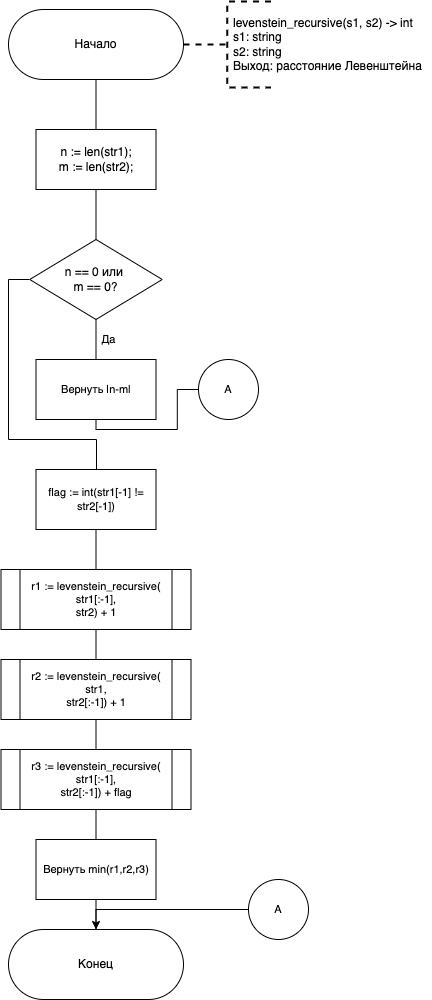 Начало
levenstein_recursive(s1, s2) -> int
s1: string
s2: string
Выход: расстояние Левенштейна
n := len(str1);
m := len(str2);
n == 0 или
m == 0?
Да
Вернуть |n-m|
A
flag := int(str1[-1] !=
str2[-1])
r1 := levenstein_recursive(
str1[:-1],
str2) + 1
r2 := levenstein_recursive(
str1,
str2[:-1]) + 1
r3 := levenstein_recursive(
str1[:-1],
str2[:-1]) + flag
Вернуть min(r1,r2,r3)
A
Конец